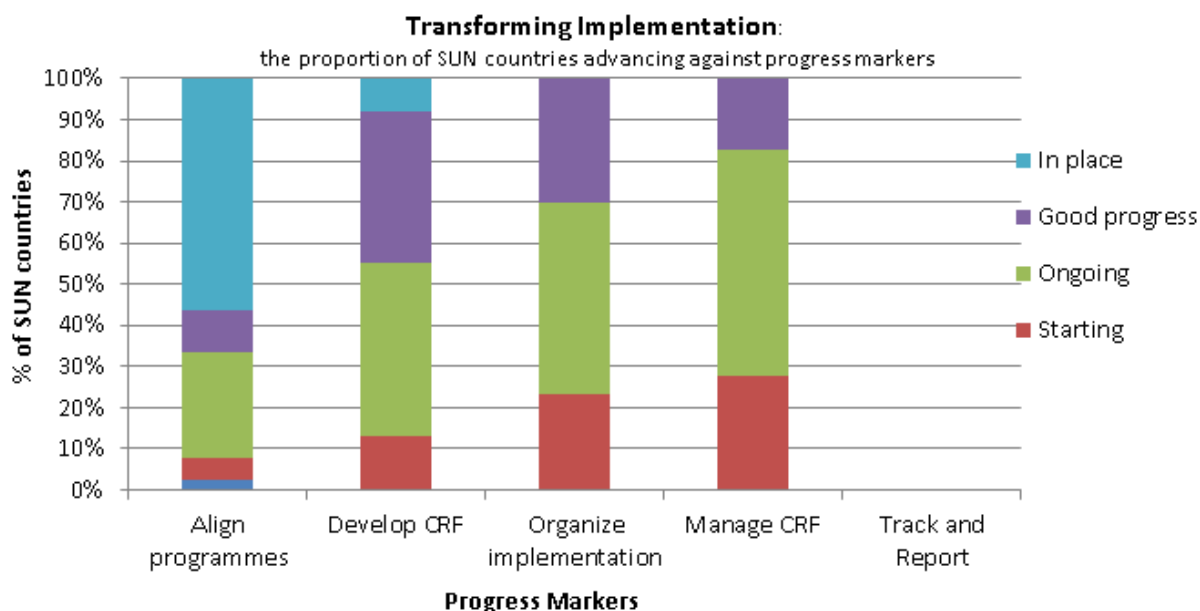 Transforming Implementation:
the proportion of SUN countries advancing against progress markers
100%
90%
80%
70%
60%
50%
40%
30%
20%
10%
0%
% of SUN countries
In place
Good progress
Ongoing
Starting
Align
programmes
Develop CRF
Organize
implementation
Manage CRF
Track and
Report
Progress Markers